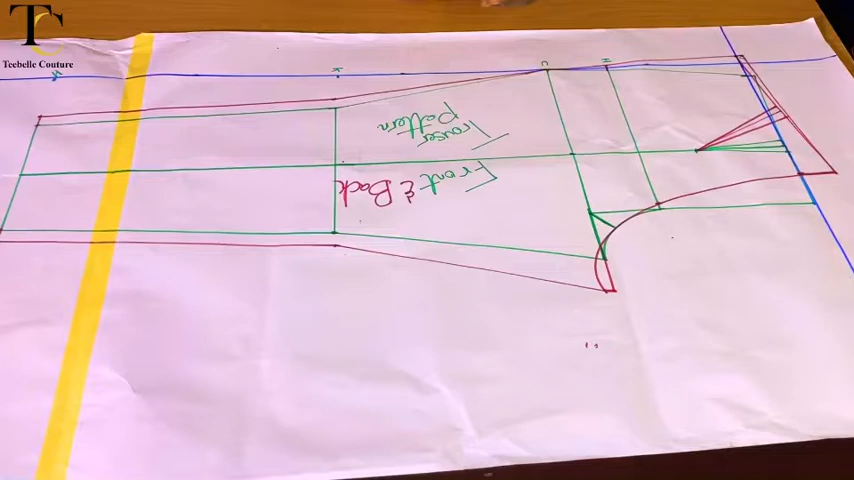 TC
Teebelle Couture
Trouser
Pattern
Front & Back
H
K